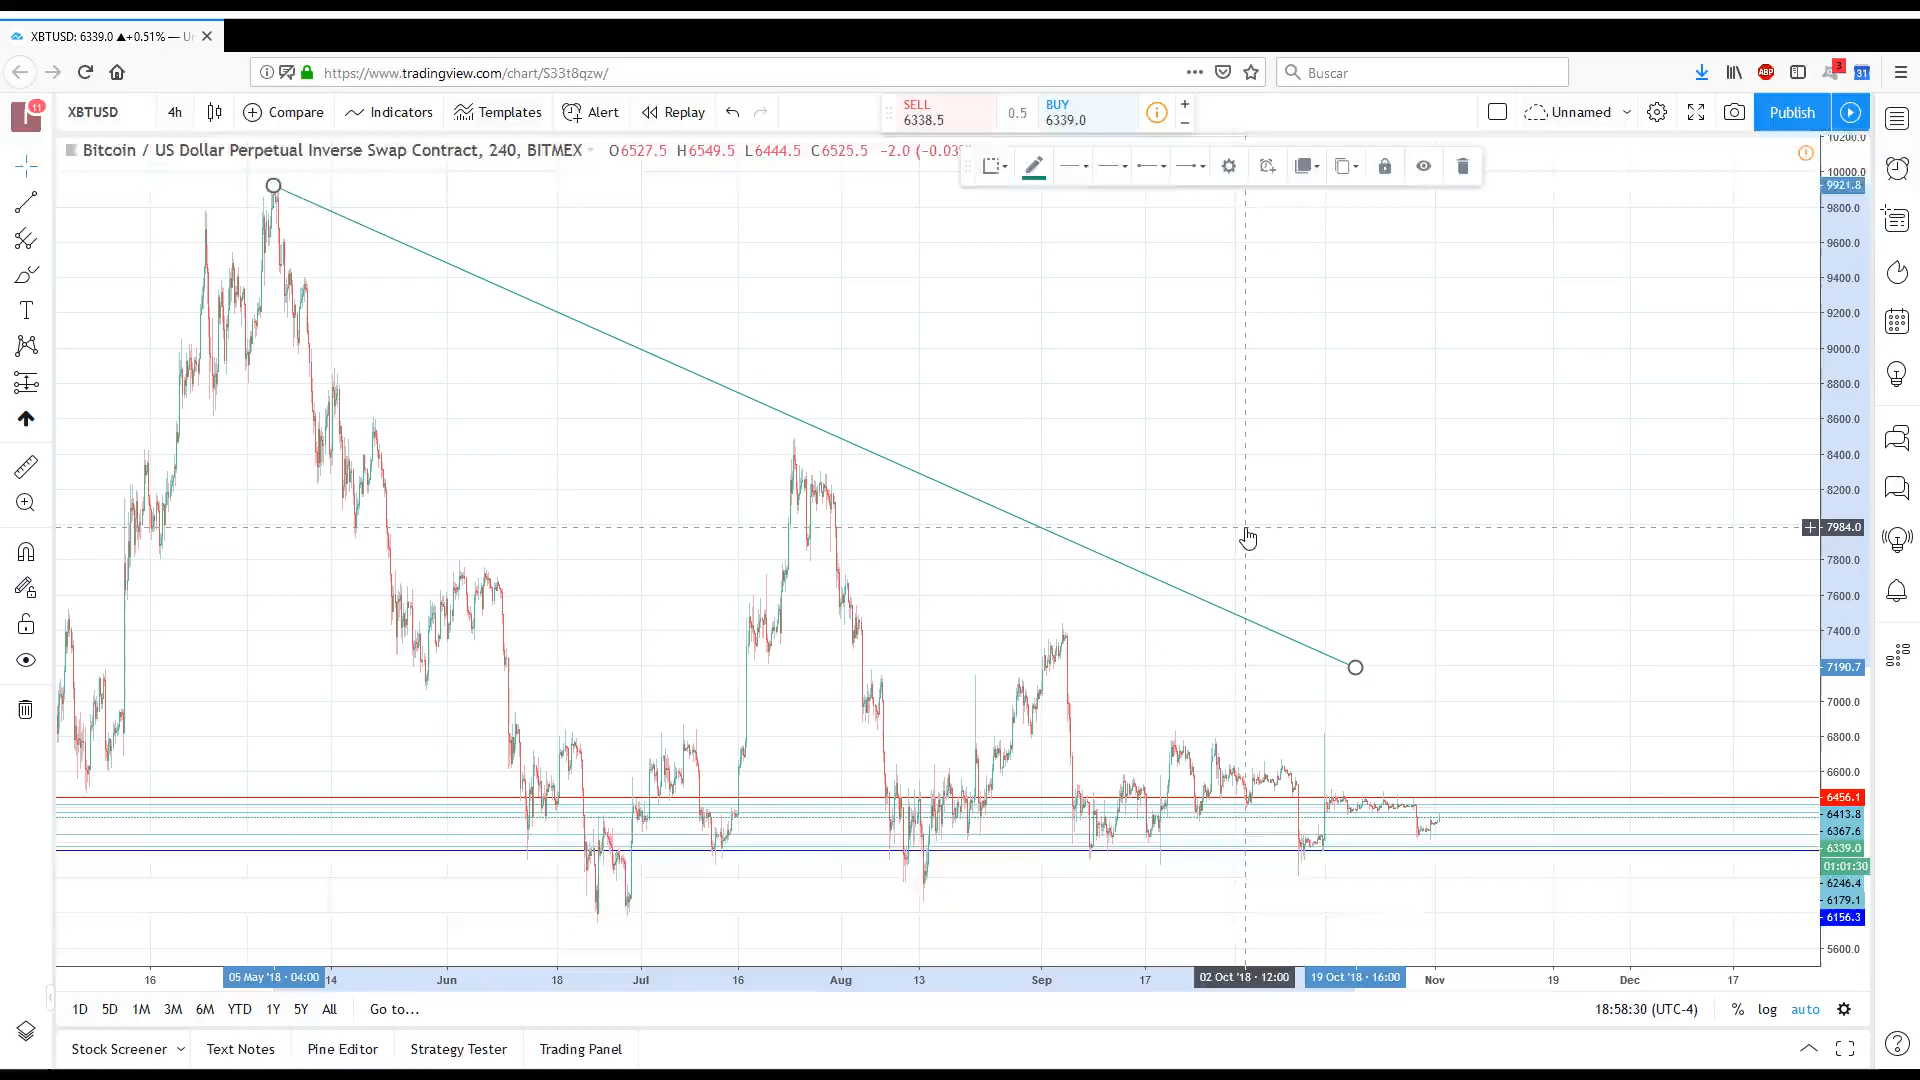 XBTUSD: 6339.0 ▲+0.51% — Ur
https://www.tradingview.com/chart/S33t8qzw/
Buscar
ABP
3
31
11
XBTUSD
4h
Compare
Indicators
Templates
Alert
Replay
SELL
6338.5
0.5
BUY
6339.0
Unnamed
Publish
Bitcoin / US Dollar Perpetual Inverse Swap Contract, 240, BITMEX
O6527.5 H6549.5 L6444.5 C6525.5 -2.0 (-0.03
10200.0
10000.0
9921.8
9800.0
9600.0
9400.0
9200.0
9000.0
8800.0
8600.0
8400.0
8200.0
7984.0
7800.0
7600.0
7400.0
7190.7
7000.0
6800.0
6600.0
6456.1
6413.8
6367.6
6339.0
01:01:30
6246.4
6179.1
6156.3
5600.0
16
05 May '18 · 04:00
14
Jun
18
Jul
16
Aug
13
Sep
17
02 Oct '18 · 12:00
19 Oct '18 · 16:00
Nov
19
Dec
17
1D 5D 1M 3M 6M YTD 1Y 5Y All
Go to...
18:58:30 (UTC-4)
% log auto
Stock Screener
Text Notes
Pine Editor
Strategy Tester
Trading Panel